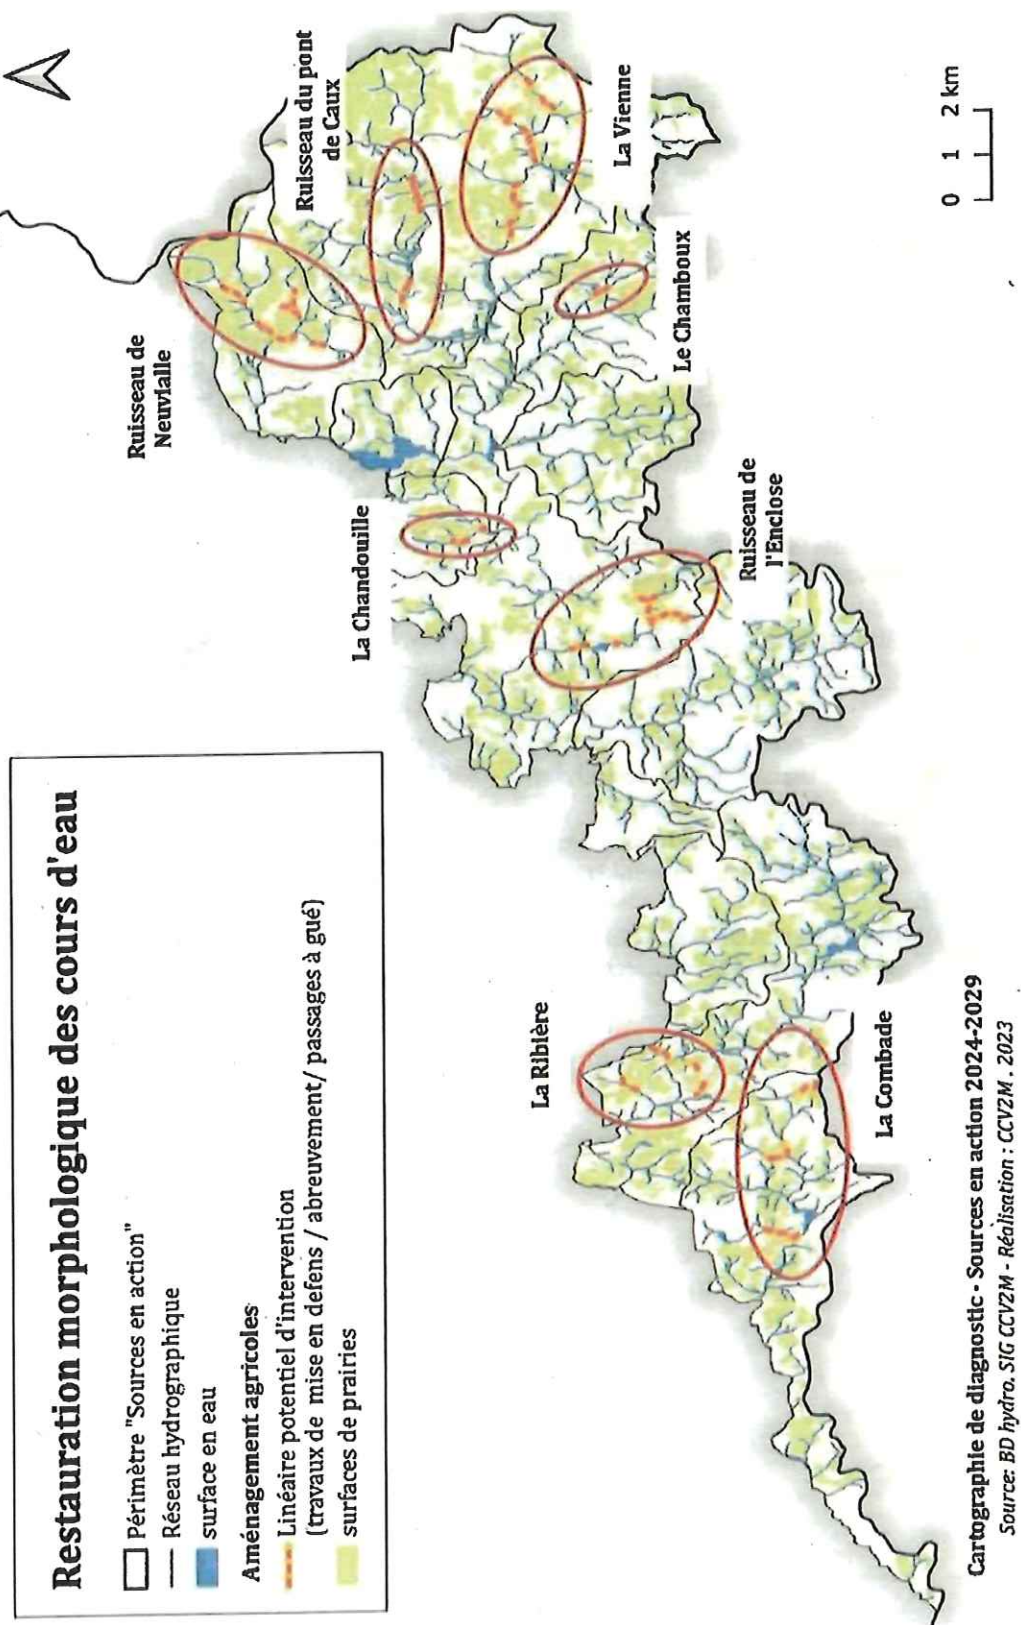 Restauration morphologique des cours d'eau
Périmètre "Sources en action"
Réseau hydrographique
surface en eau
Aménagement agricoles
Linéaire potentiel d'intervention
(travaux de mise en defens / abreuvement/ passages à gué)
surfaces de prairies
Ruisseau de
Neuvialle
Ruisseau du pont
de Caux
La Chandouille
La Vienne
Le Chamboux
Ruisseau de
l'Enclose
La Ribière
La Combade
0 1 2 km
Cartographie de diagnostic - Sources en action 2024-2029
Source: BD hydro. SIG CCV2M - Réalisation : CCV2M . 2023